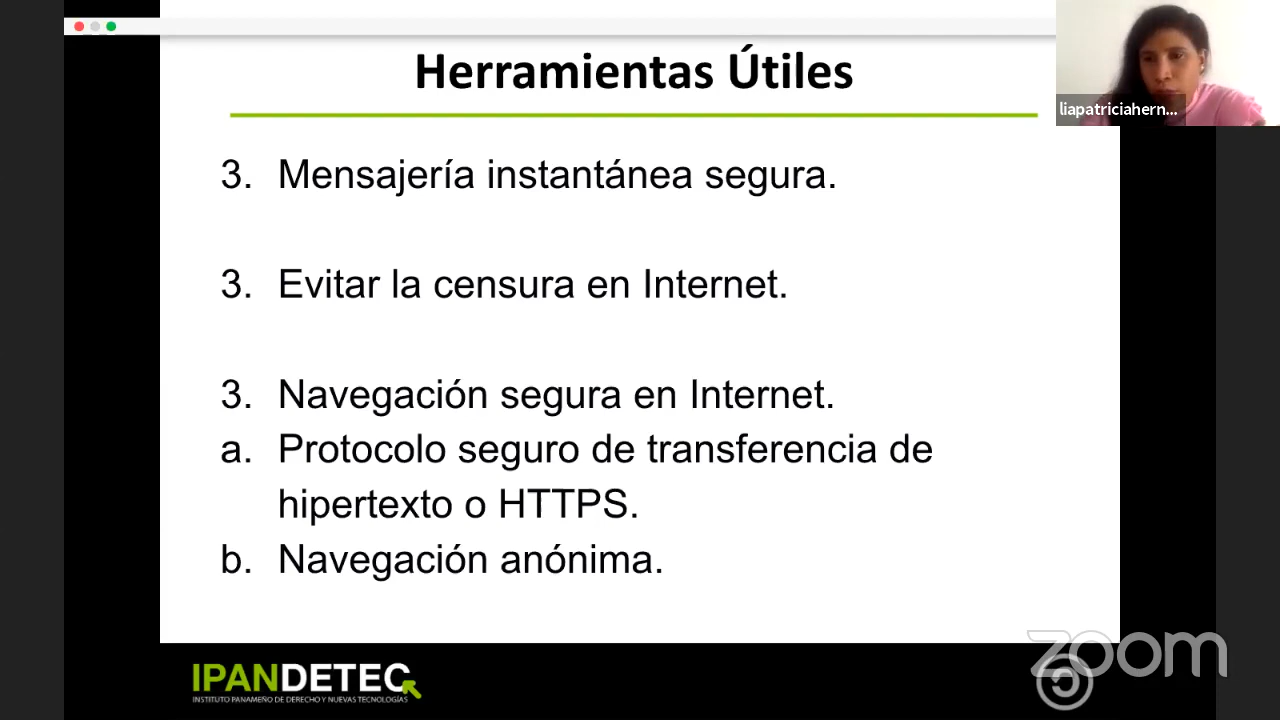 Herramientas Útiles
liapatriciahern...
3. Mensajería instantánea segura.
3. Evitar la censura en Internet.
3. Navegación segura en Internet.
a. Protocolo seguro de transferencia de
hipertexto o HTTPS.
b. Navegación anónima.
IPANDETEC
INSTITUTO PANAMEÑO DE DERECHO Y NUEVAS TECNOLOGÍAS
zoom